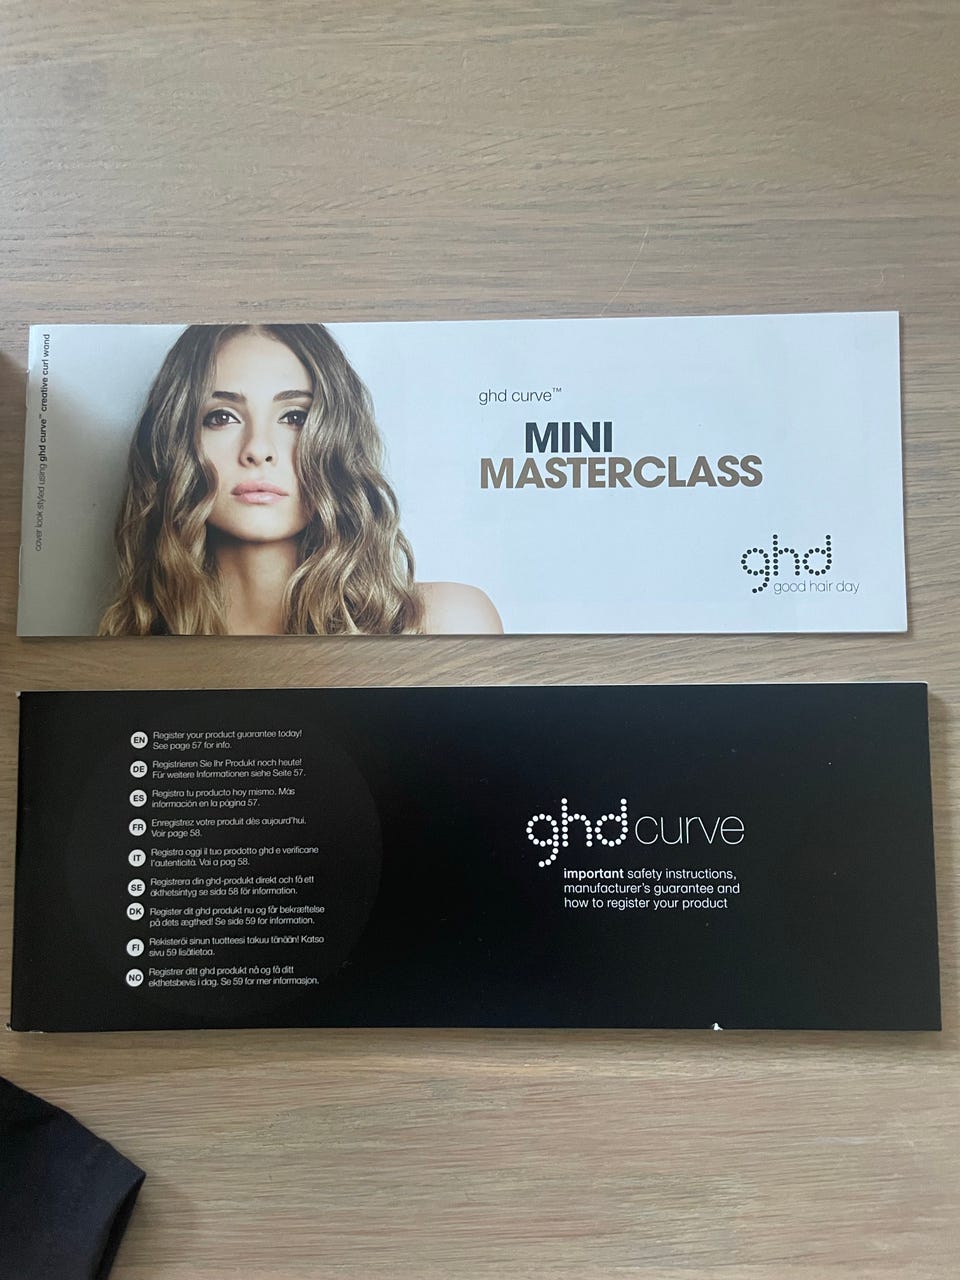 cover look styled using ghd curve™ creative curl wand
ghd curve™
MINI
MASTERCLASS
ghd
good hair day
EN Register your product guarantee today!
See page 57 for info.
DE Registrieren Sie Ihr Produkt noch heute!
Für weitere Informationen siehe Seite 57.
ES Registra tu producto hoy mismo. Más
información en la página 57.
FR Enregistrez votre produit dès aujourd'hui.
Voir page 58.
IT Registra oggi il tuo prodotto ghd e verificane
l'autenticità. Vai a pag 58.
SE Registrera din ghd-produkt direkt och få ett
äkthetsintyg se sida 58 för information.
DK Register dit ghd produkt nu og får bekræftelse
på dets ægthed! Se side 59 for information.
FI Rekisteröi sinun tuotteesi takuu tänään! Katso
sivu 59 lisätietoa.
NO Registrer ditt ghd produkt nå og få ditt
ekthetsbevis i dag. Se 59 for mer informasjon.
ghd curve
important safety instructions,
manufacturer's guarantee and
how to register your product